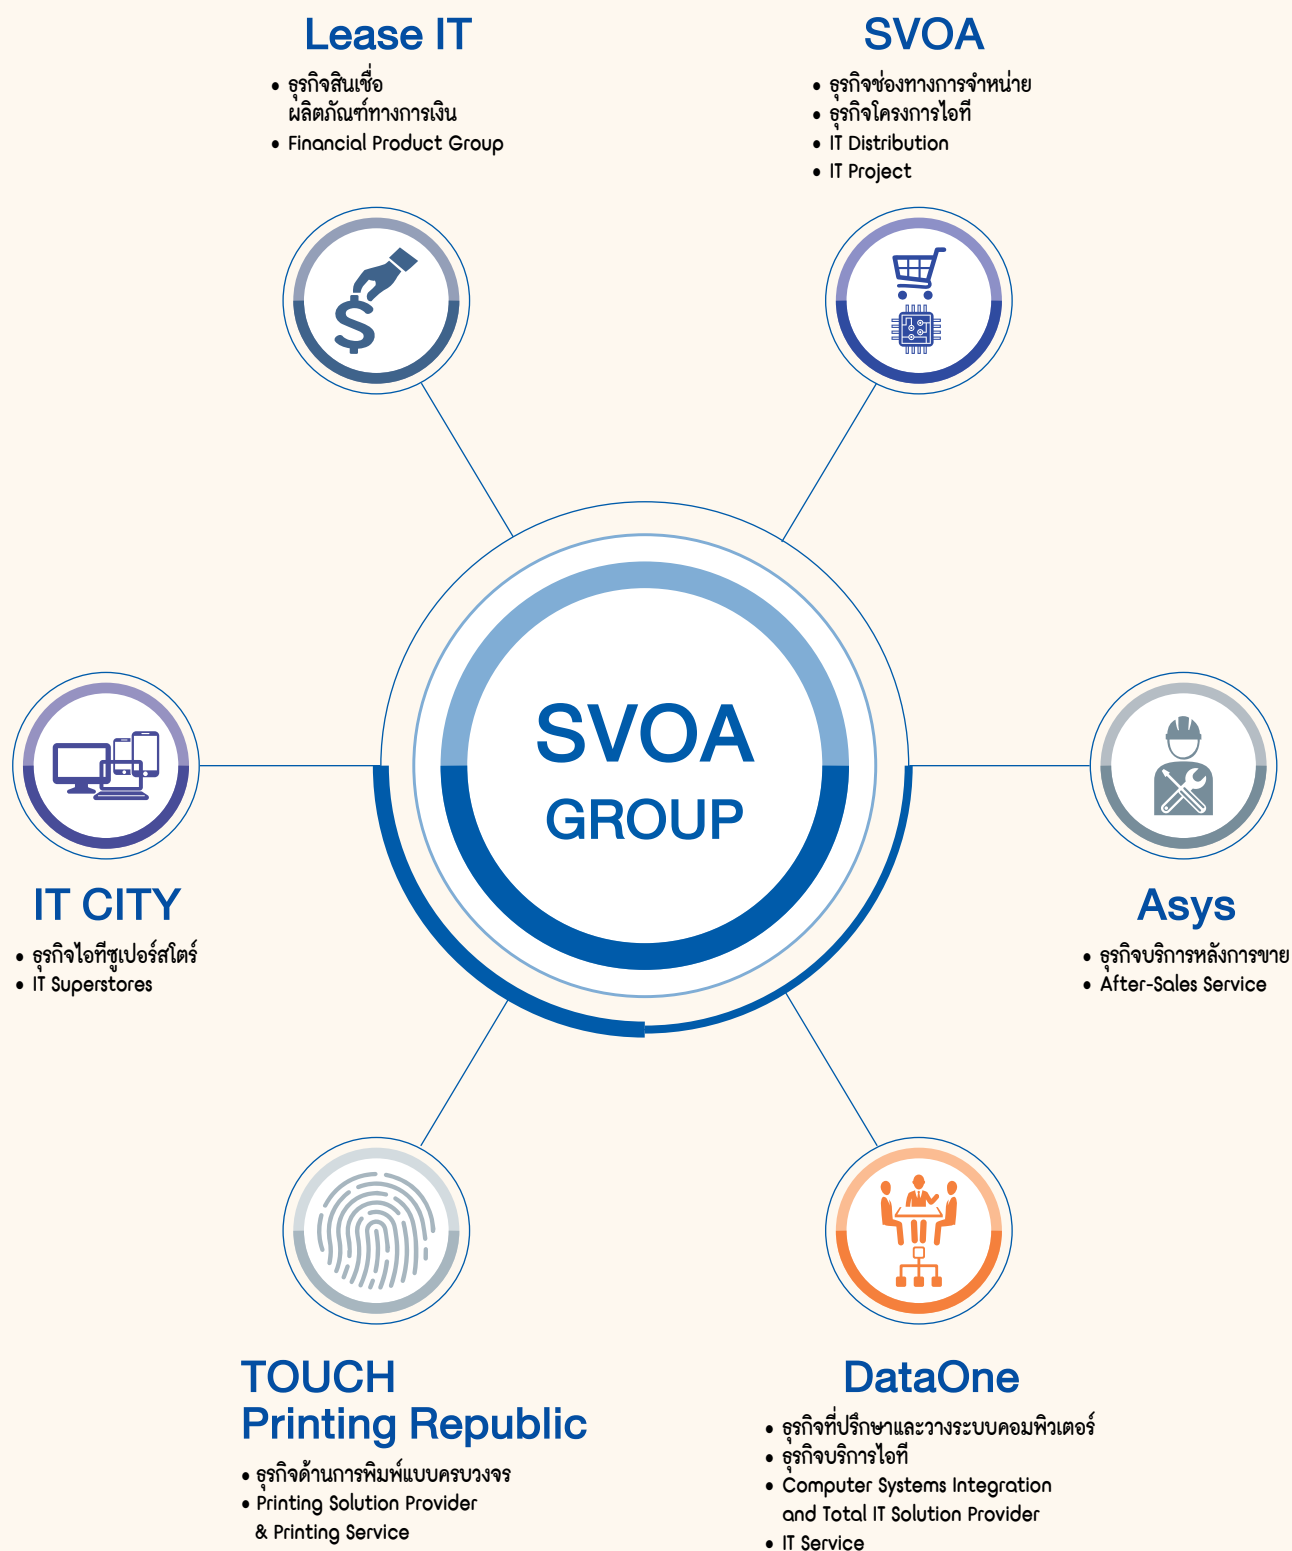 Lease IT
• ธุรกิจสินเชื่อ
ผลิตภัณฑ์ทางการเงิน
• Financial Product Group
SVOA
• ธุรกิจช่องทางการจำหน่าย
• ธุรกิจโครงการไอที
• IT Distribution
• IT Project
SVOA
GROUP
IT CITY
• ธุรกิจไอทีซูเปอร์สโตร์
• IT Superstores
Asys
• ธุรกิจบริการหลังการขาย
• After-Sales Service
TOUCH
Printing Republic
• ธุรกิจด้านการพิมพ์แบบครบวงจร
• Printing Solution Provider
& Printing Service
DataOne
• ธุรกิจที่ปรึกษาและวางระบบคอมพิวเตอร์
• ธุรกิจบริการไอที
• Computer Systems Integration
and Total IT Solution Provider
• IT Service